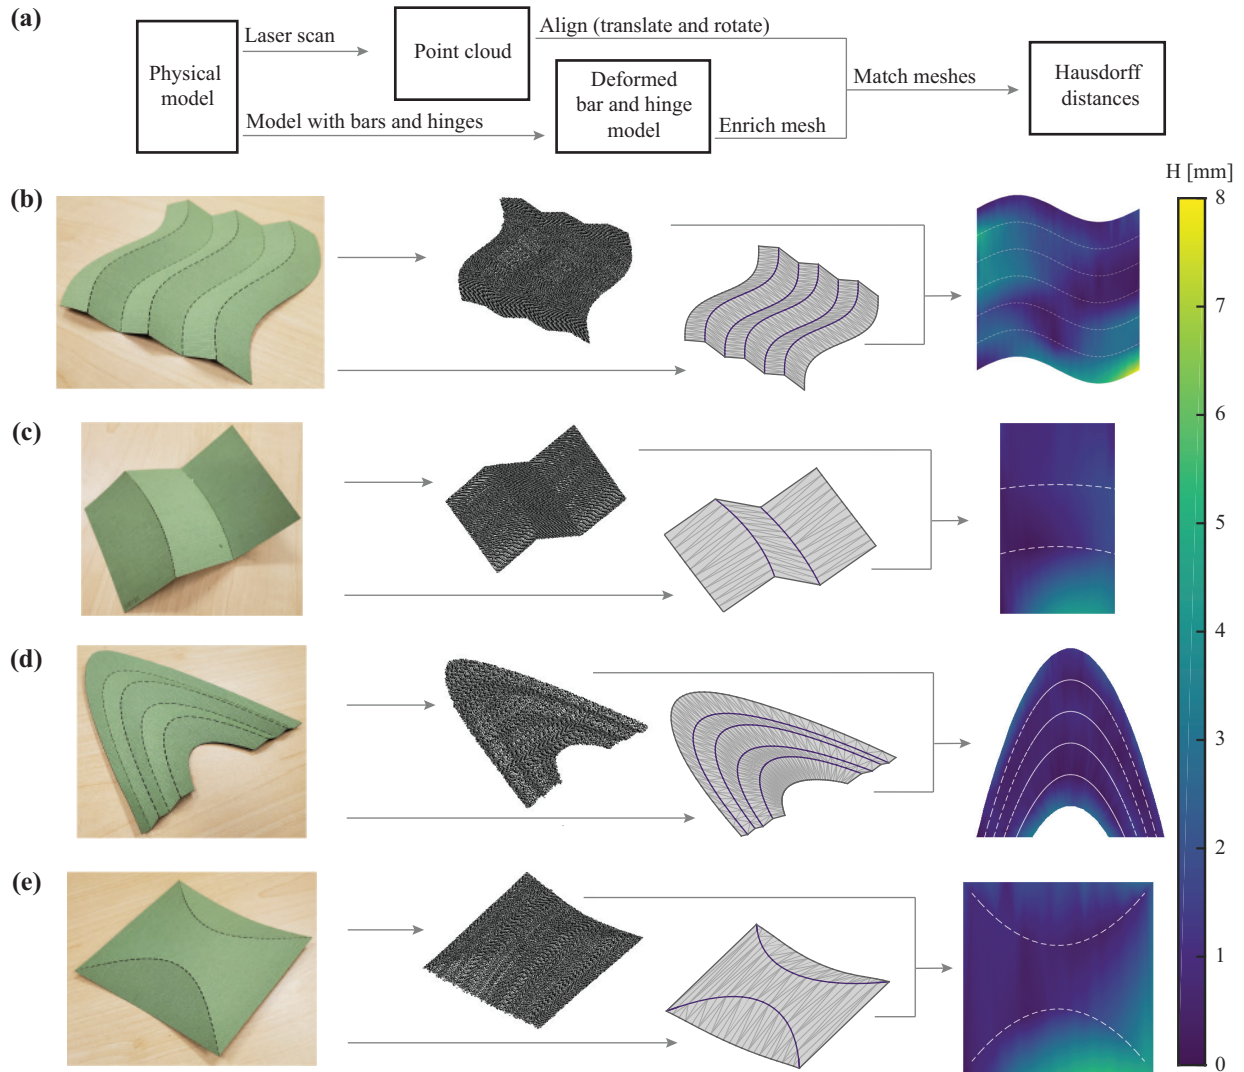 (a)
Laser scan
Align (translate and rotate)
Physical
model
Point cloud
Deformed
bar and hinge
model
Match meshes
Hausdorff
distances
Model with bars and hinges
Enrich mesh
H [mm]
(b)
8
7
6
(c)
5
4
(d)
3
2
(e)
1
0